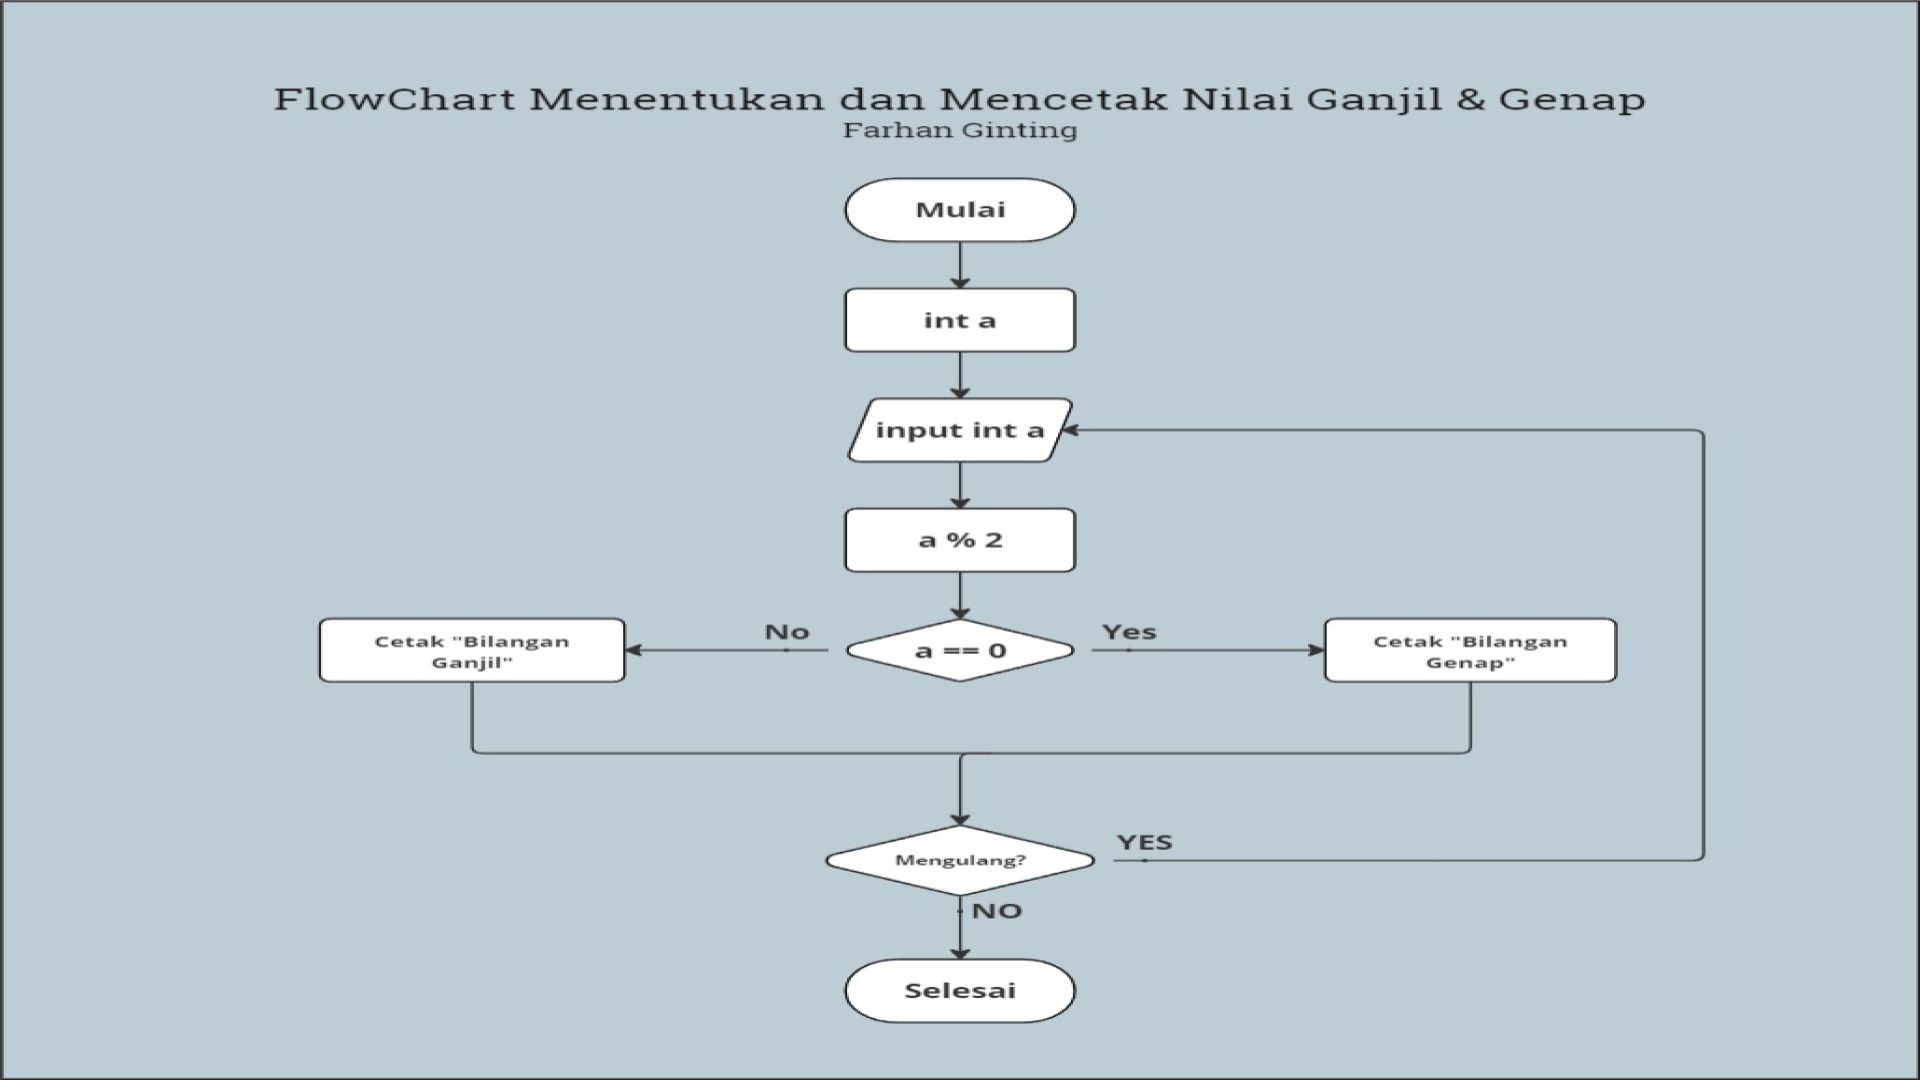 FlowChart Menentukan dan Mencetak Nilai Ganjil & Genap
Farhan Ginting
Mulai
int a
input int a
a % 2
Cetak "Bilangan
Ganjil"
No
a == 0
Yes
Cetak "Bilangan
Genap"
Mengulang?
YES
NO
Selesai